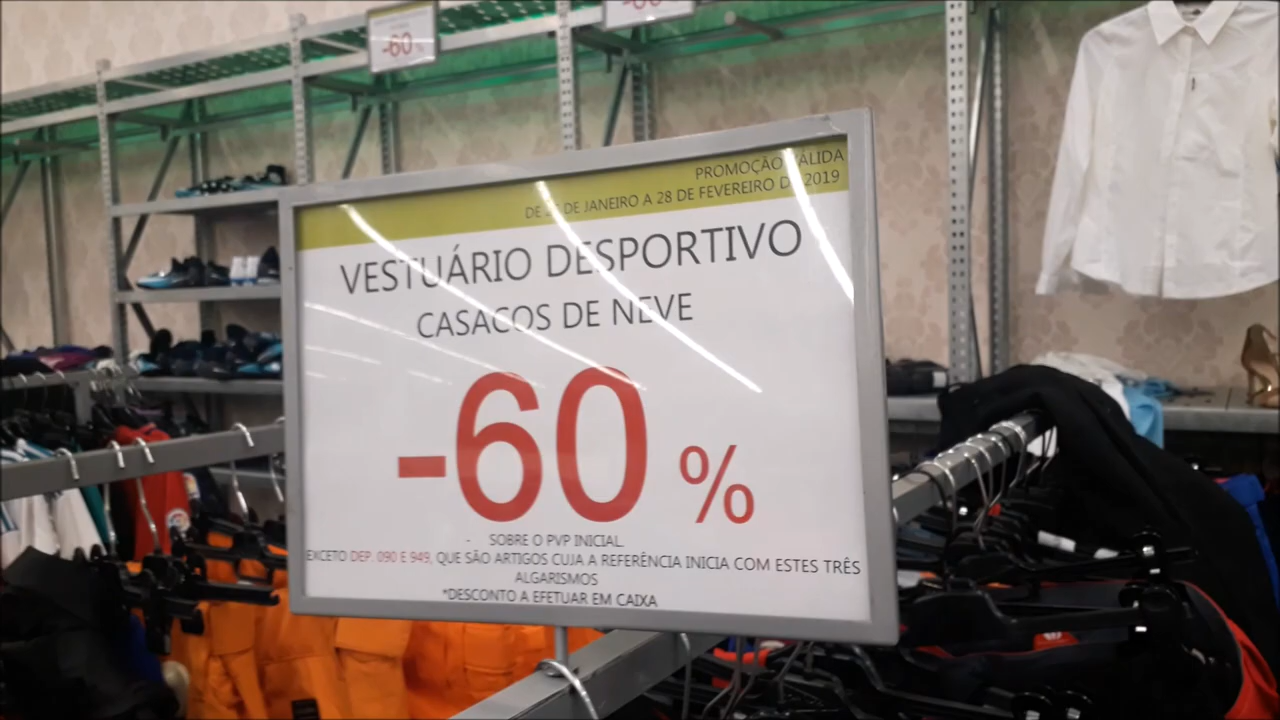 -60 %
PROMOÇÃO VÁLIDA
DE DE JANEIRO A 28 DE FEVEREIRO DE 2019
VESTUÁRIO DESPORTIVO
CASACOS DE NEVE
-60 %
- SOBRE O PVP INICIAL.
EXCETO DEP. 090 E 949, QUE SÃO ARTIGOS CUJA A REFERÊNCIA INICIA COM ESTES TRÊS
ALGARISMOS
*DESCONTO A EFETUAR EM CAIXA